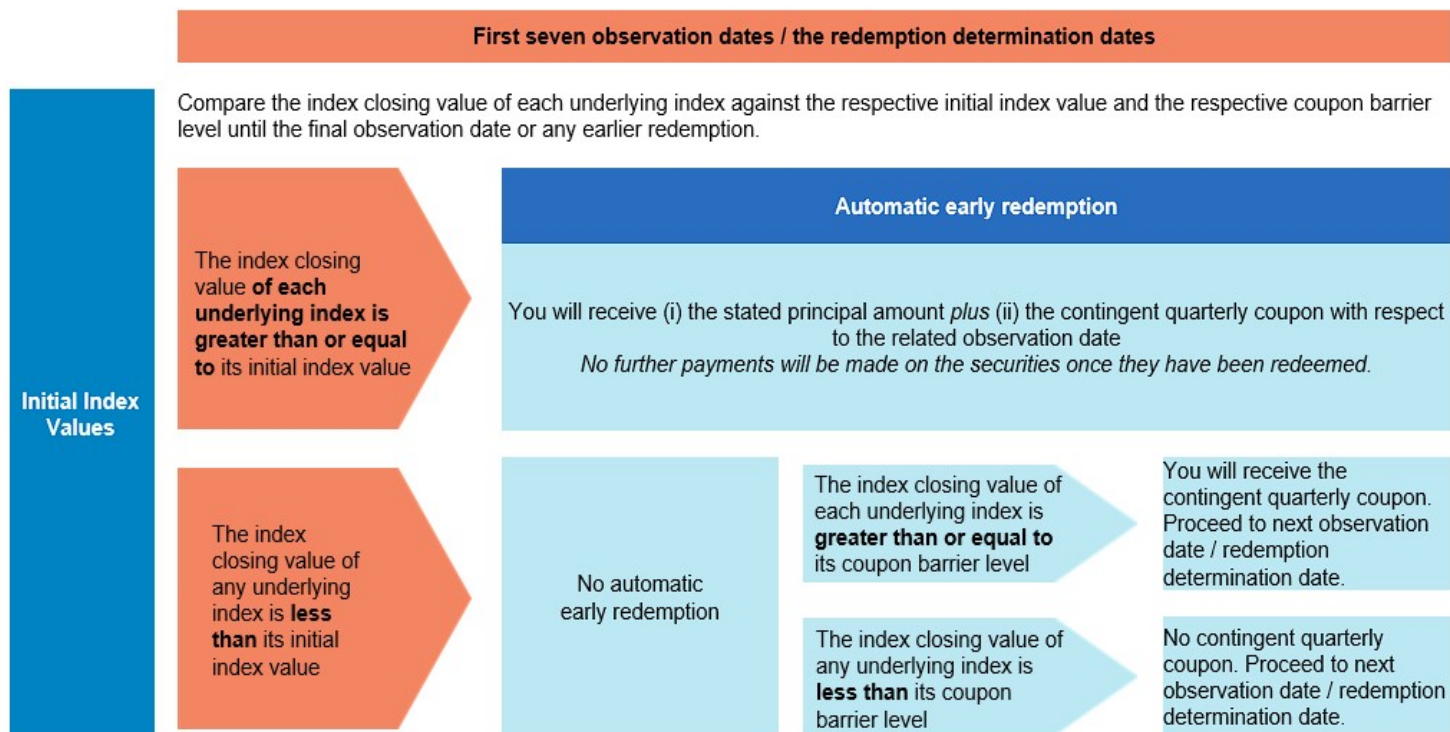 First seven observation dates / the redemption determination dates
Compare the index closing value of each underlying index against the respective initial index value and the respective coupon barrier
level until the final observation date or any earlier redemption.
Initial Index
Values
The index closing
value of each
underlying index is
greater than or equal
to its initial index value
Automatic early redemption
You will receive (i) the stated principal amount plus (ii) the contingent quarterly coupon with respect
to the related observation date
No further payments will be made on the securities once they have been redeemed.
The index
closing value of
any underlying
index is less
than its initial
index value
No automatic
early redemption
The index closing value of
each underlying index is
greater than or equal to
its coupon barrier level
You will receive the
contingent quarterly coupon.
Proceed to next observation
date / redemption
determination date.
The index closing value of
any underlying index is
less than its coupon
barrier level
No contingent quarterly
coupon. Proceed to next
observation date / redemption
determination date.